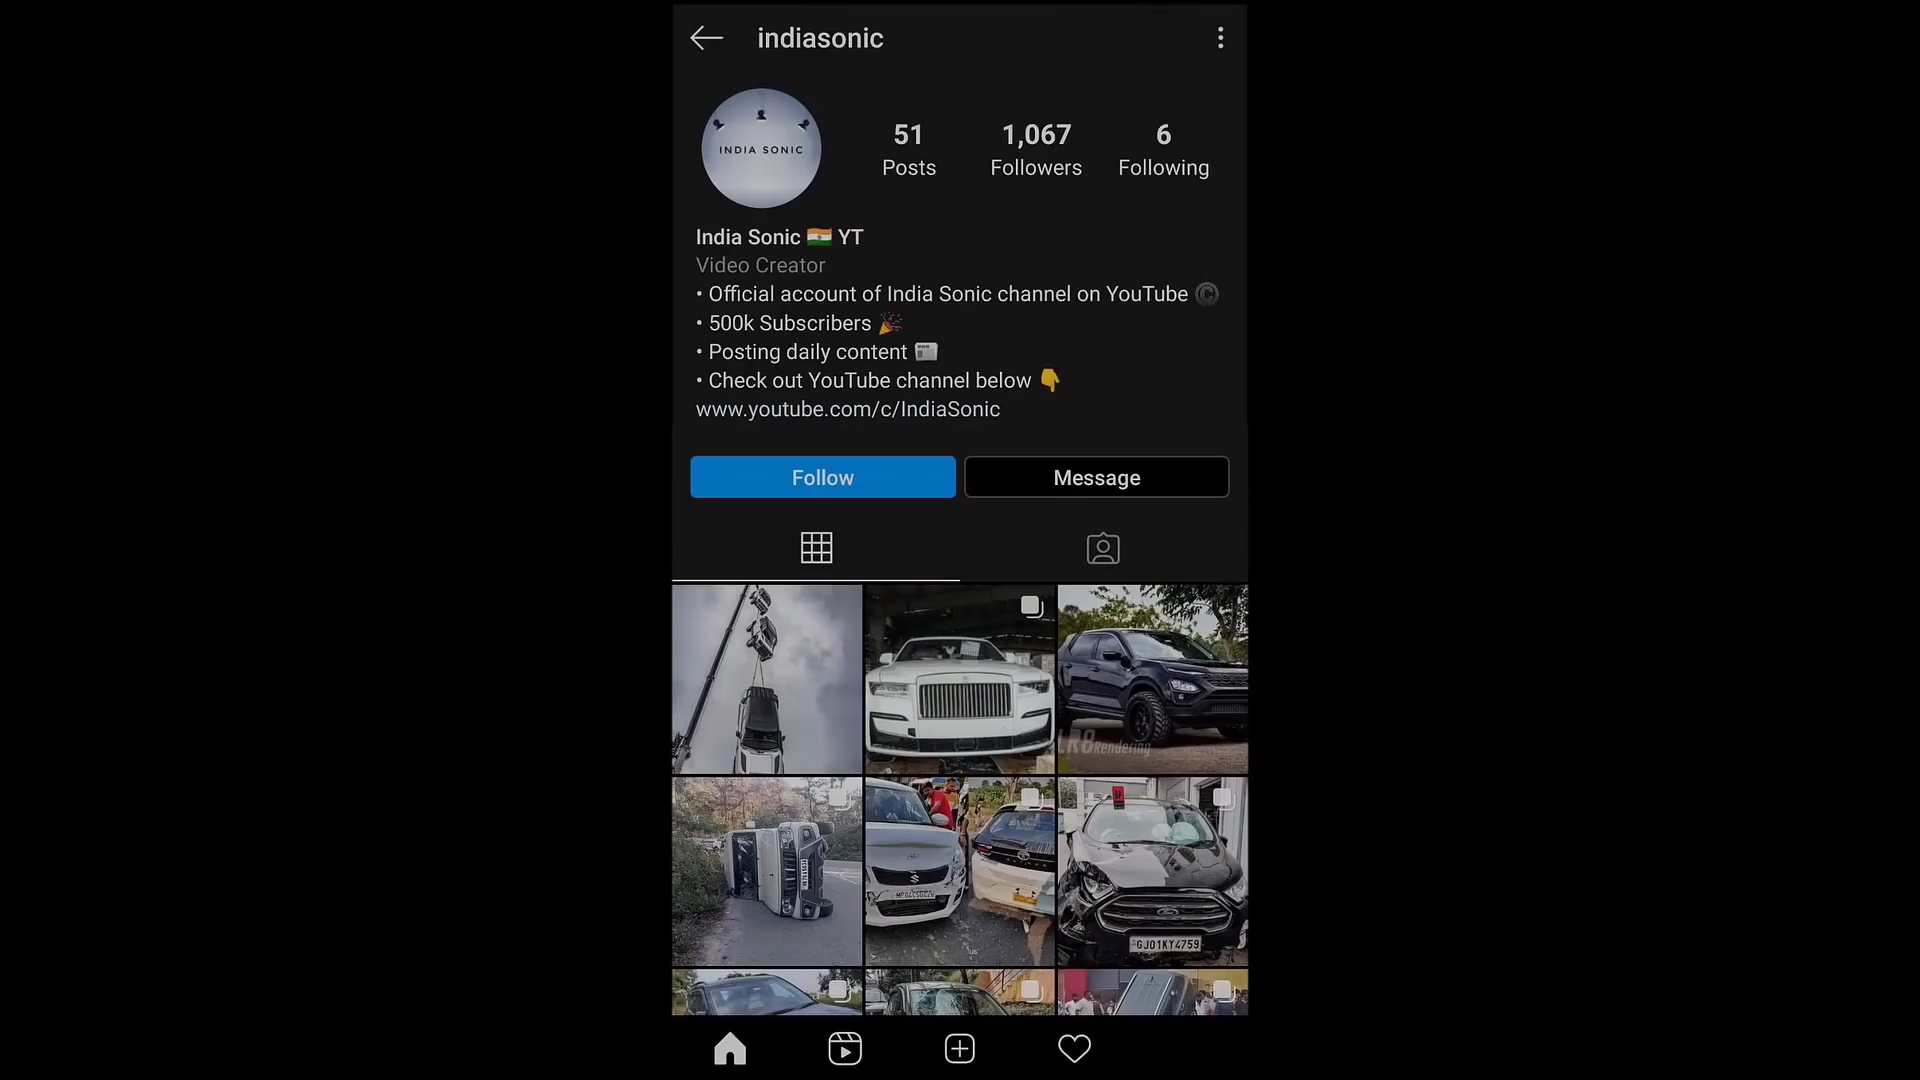 indiasonic
INDIA SONIC
51
Posts
1,067
Followers
6
Following
India Sonic 🇮🇳 YT
Video Creator
• Official account of India Sonic channel on YouTube ©️
• 500k Subscribers 🎉
• Posting daily content 📰
• Check out YouTube channel below 👇
www.youtube.com/c/IndiaSonic
Follow
Message
LR8Rendering
GJ01KY4759